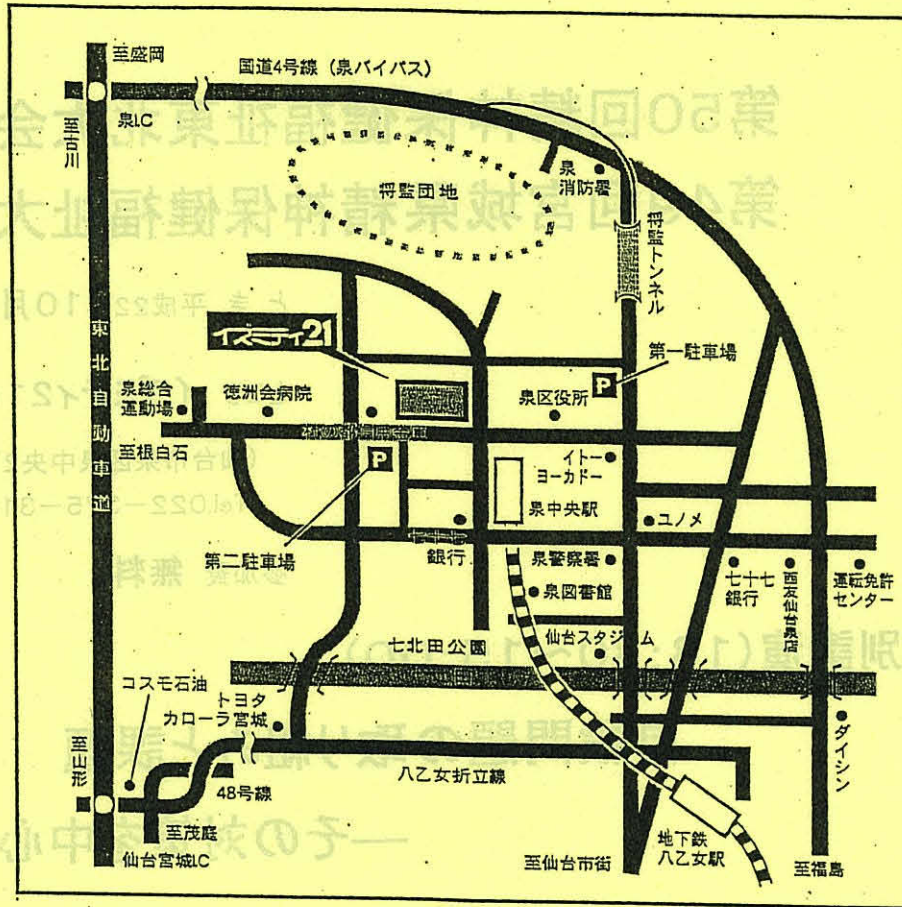 至盛岡
国道4号線（泉バイパス）
泉I.C
至古川
将監団地
泉
消防署
将監トンネル
イズミティ21
第一駐車場
P
東北自動車道
泉総合
運動場
徳洲会病院
泉区役所
至根白石
P
イトー
ヨーカドー
泉中央駅
ユノメ
第二駐車場
銀行
泉警察署
泉図書館
七十七
銀行
西友仙台泉店
運転免許
センター
七北田公園
仙台スタジアム
コスモ石油
トヨタ
カローラ宮城
ダイシン
至山形
48号線
八乙女折立線
至茂庭
仙台宮城I.C
至仙台市街
地下鉄
八乙女駅
至福島